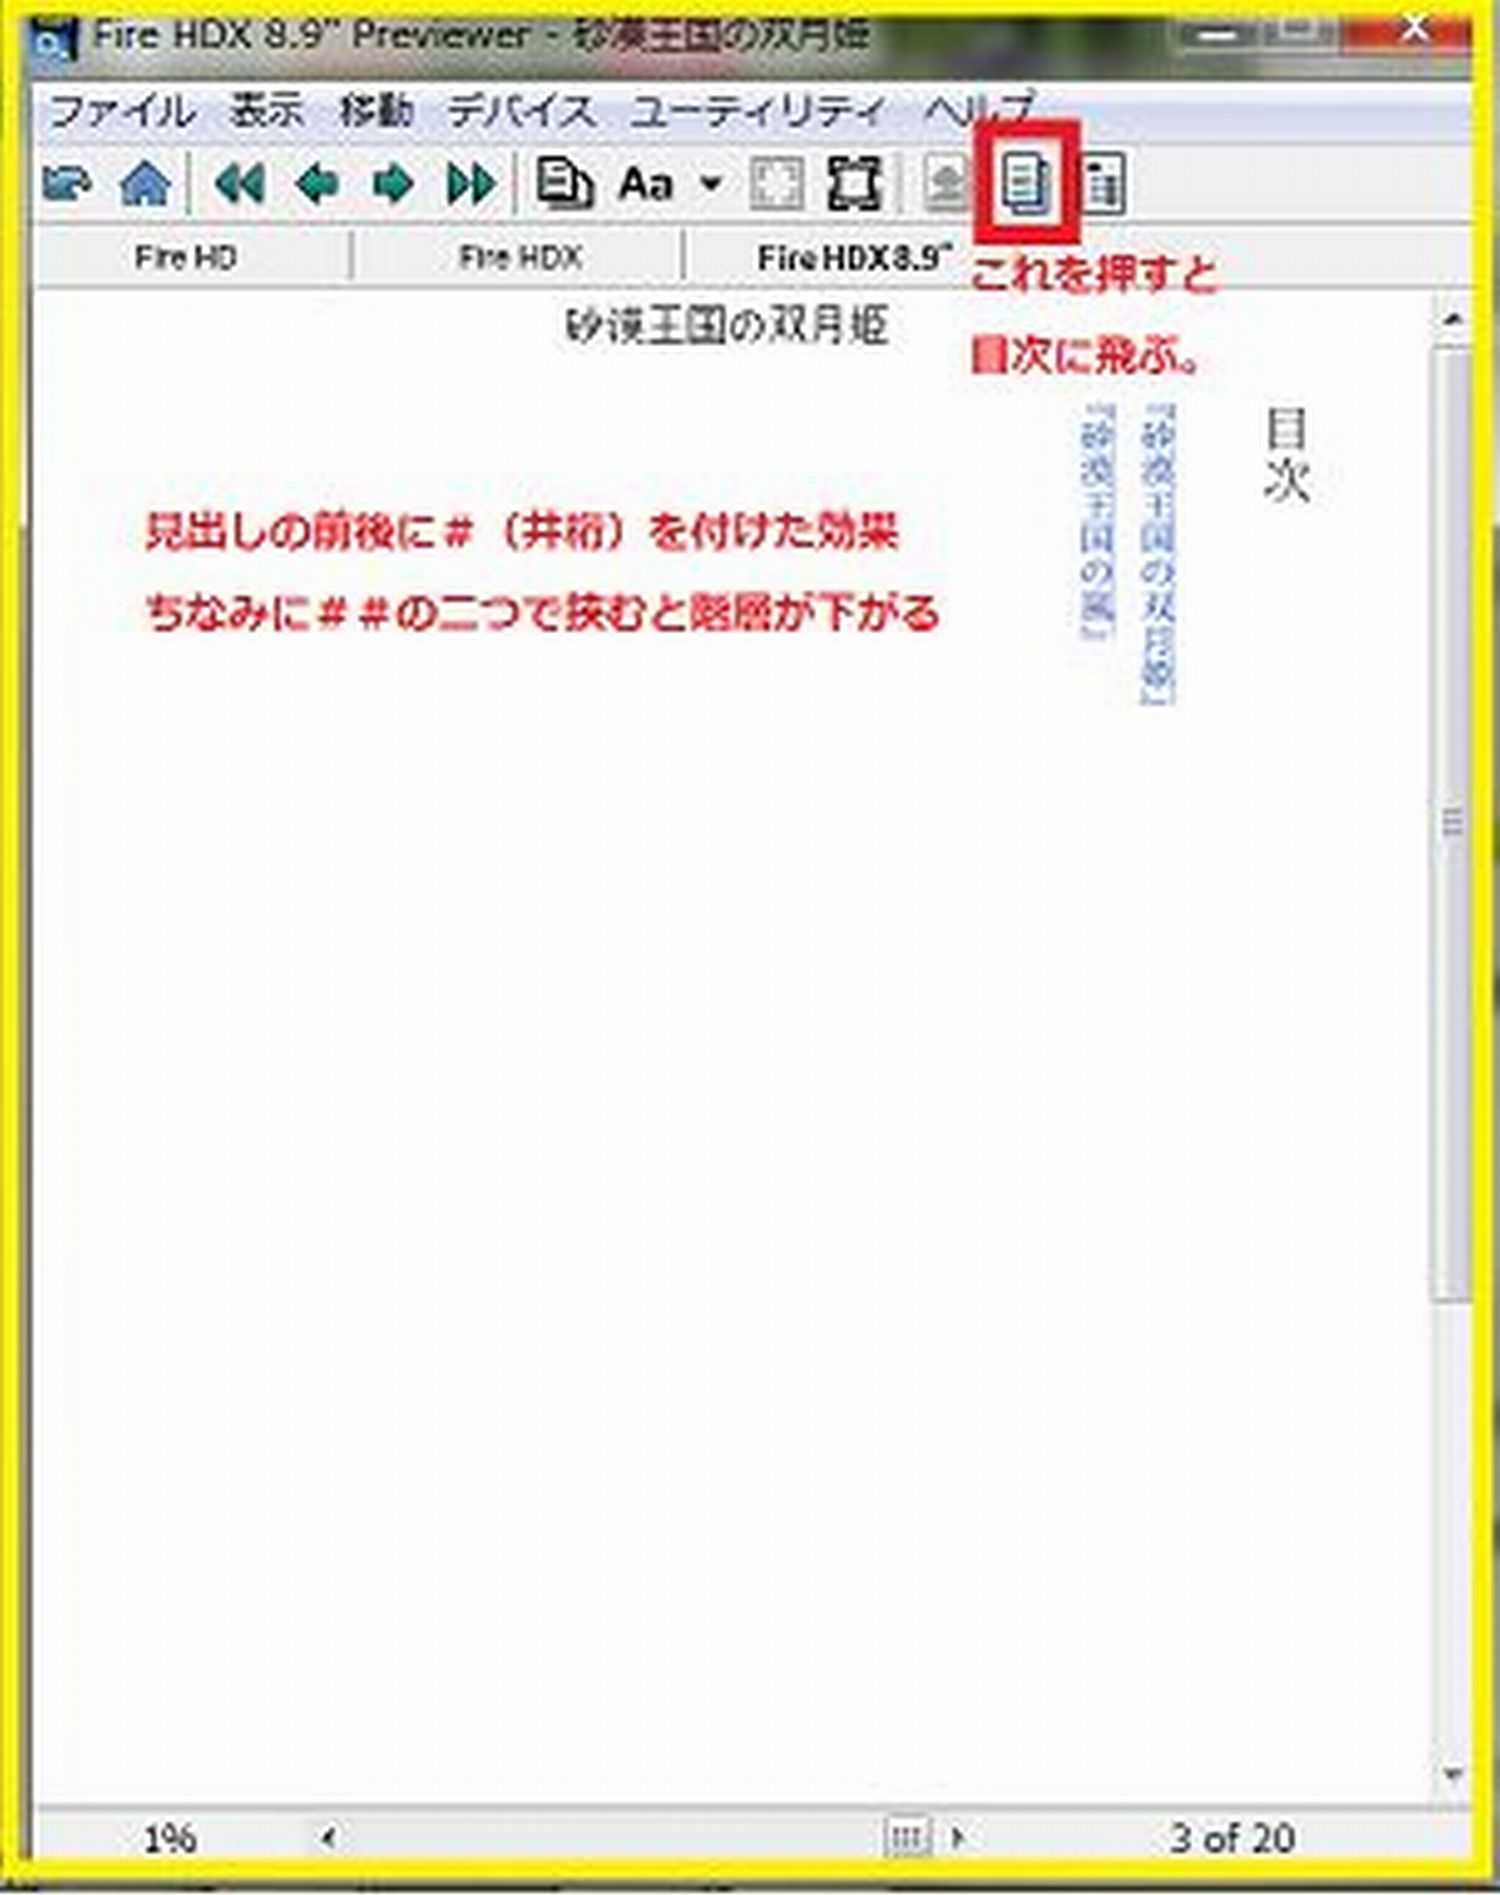 Fire HDX 8.9" Previewer - 砂漠王国の双月姫
ファイル 表示 移動 デバイス ユーティリティ ヘルプ
Aa
Fire HD Fire HDX Fire HDX 8.9"
これを押すと
目次に飛ぶ。
砂漠王国の双月姫
目次
『砂漠王国の双月姫』
『砂漠王国の嵐』
見出しの前後に＃（井桁）を付けた効果
ちなみに＃＃の二つで挟むと階層が下がる
1% 3 of 20